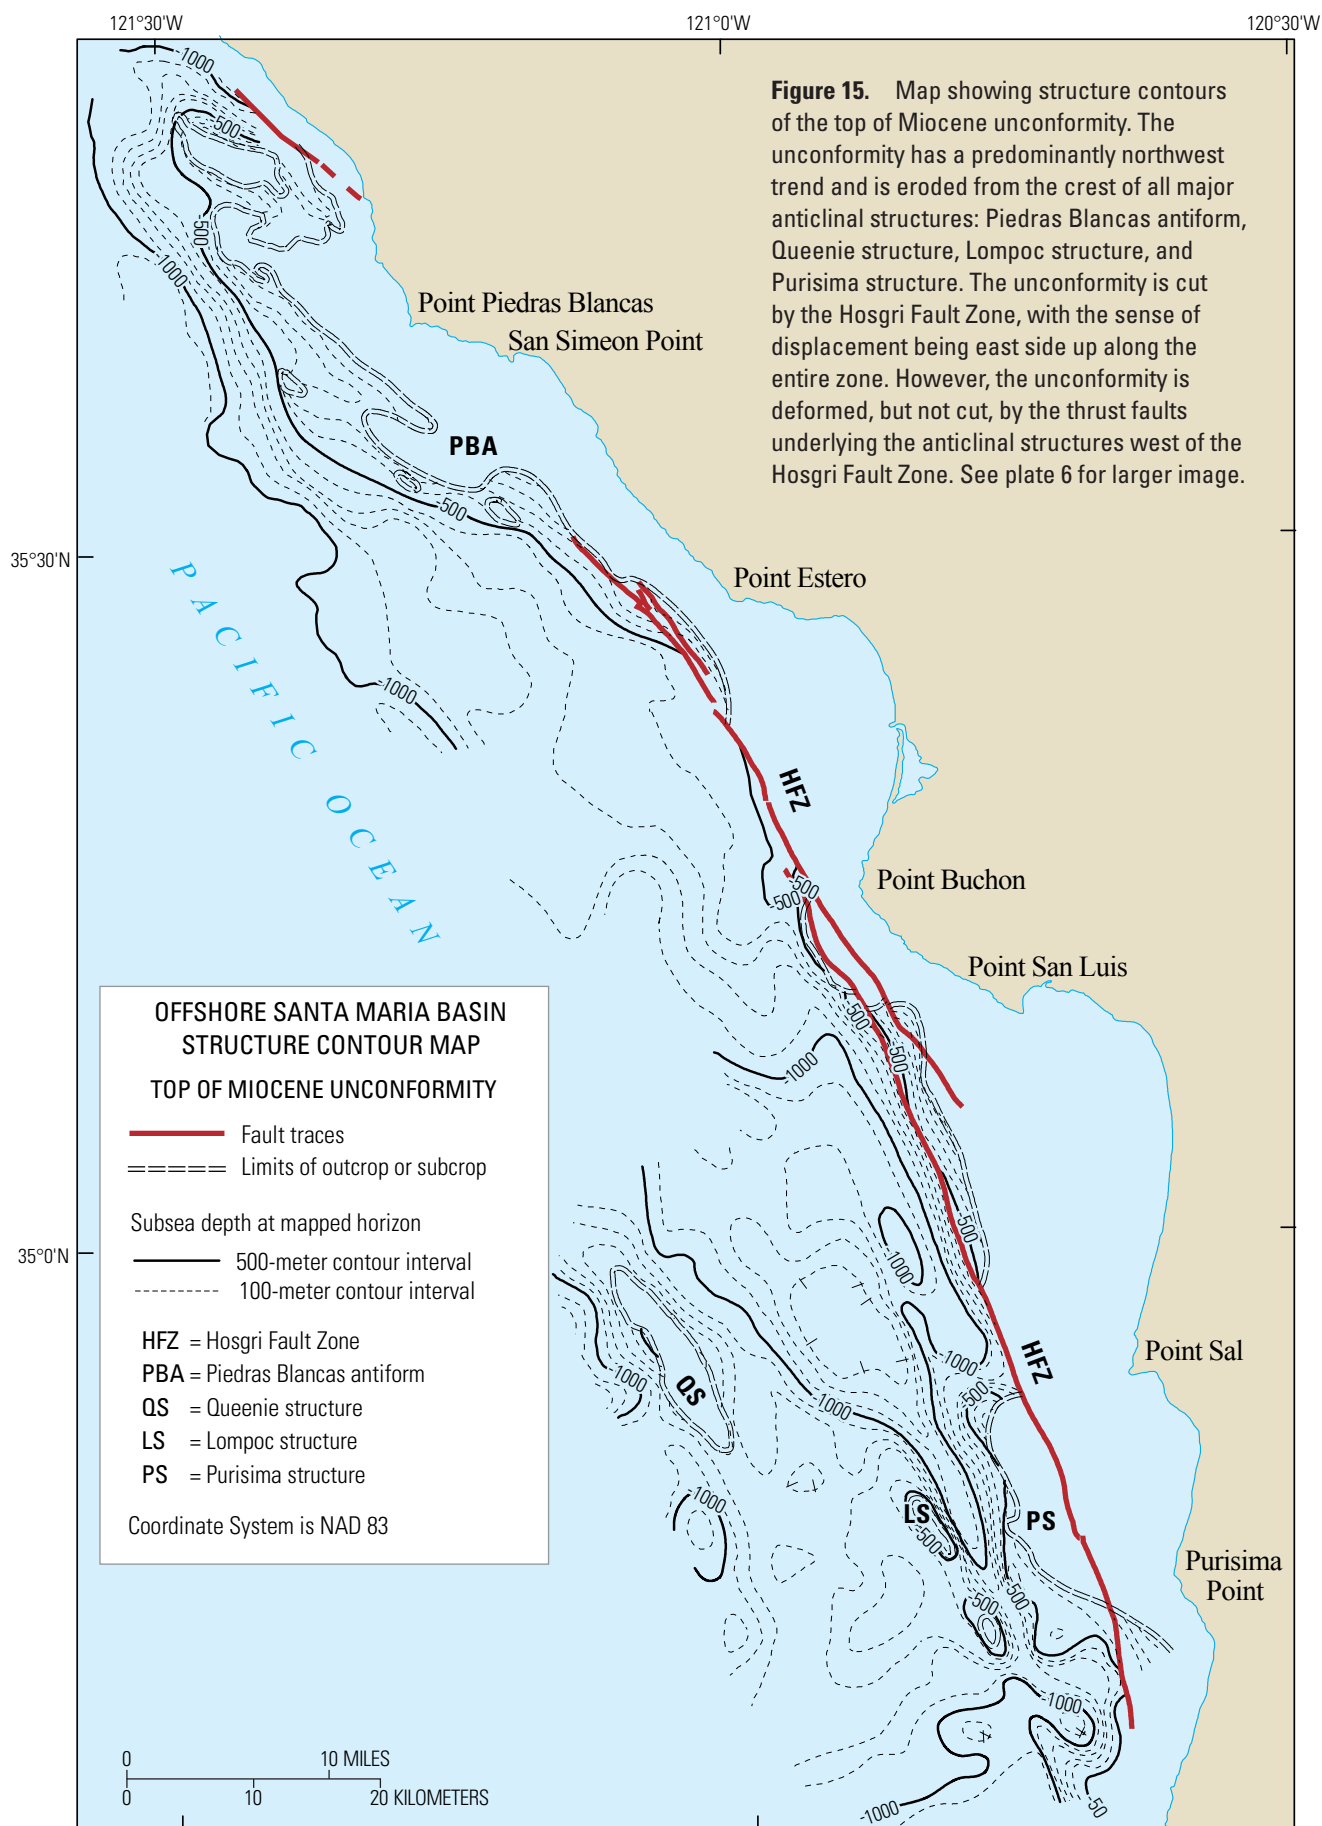 121°30'W
121°0'W
120°30'W
Figure 15. Map showing structure contours
of the top of Miocene unconformity. The
unconformity has a predominantly northwest
trend and is eroded from the crest of all major
anticlinal structures: Piedras Blancas antiform,
Queenie structure, Lompoc structure, and
Purisima structure. The unconformity is cut
by the Hosgri Fault Zone, with the sense of
displacement being east side up along the
entire zone. However, the unconformity is
deformed, but not cut, by the thrust faults
underlying the anticlinal structures west of the
Hosgri Fault Zone. See plate 6 for larger image.
-1000
-500
-500
-1000
Point Piedras Blancas
San Simeon Point
PBA
-500
35°30'N
Point Estero
PACIFIC OCEAN
-1000
HFZ
Point Buchon
-500
-500
Point San Luis
-500
-500
-1000
-500
-1000
35°0'N
HFZ
Point Sal
-1000
-500
-1000
QS
-1000
-1000
LS
-500
PS
Purisima
Point
-500
-500
-1000
-1000
-50
OFFSHORE SANTA MARIA BASIN
STRUCTURE CONTOUR MAP
TOP OF MIOCENE UNCONFORMITY
Fault traces
Limits of outcrop or subcrop
Subsea depth at mapped horizon
500-meter contour interval
100-meter contour interval
HFZ = Hosgri Fault Zone
PBA = Piedras Blancas antiform
QS = Queenie structure
LS = Lompoc structure
PS = Purisima structure
Coordinate System is NAD 83
0 10 MILES
0 10 20 KILOMETERS